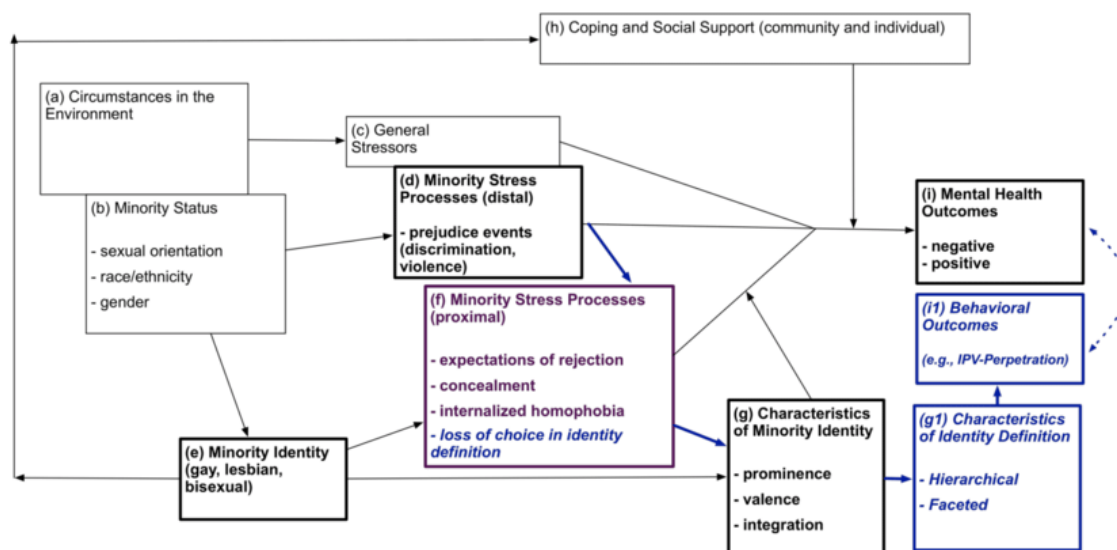 (h) Coping and Social Support (community and individual)
(a) Circumstances in the
Environment
(c) General
Stressors
(b) Minority Status
- sexual orientation
- race/ethnicity
- gender
(d) Minority Stress
Processes (distal)
- prejudice events
(discrimination,
violence)
(i) Mental Health
Outcomes
- negative
- positive
(f) Minority Stress Processes
(proximal)
- expectations of rejection
- concealment
- internalized homophobia
- loss of choice in identity
definition
(i1) Behavioral
Outcomes
(e.g., IPV-Perpetration)
(e) Minority Identity
(gay, lesbian,
bisexual)
(g) Characteristics
of Minority Identity
- prominence
- valence
- integration
(g1) Characteristics
of Identity Definition
- Hierarchical
- Faceted